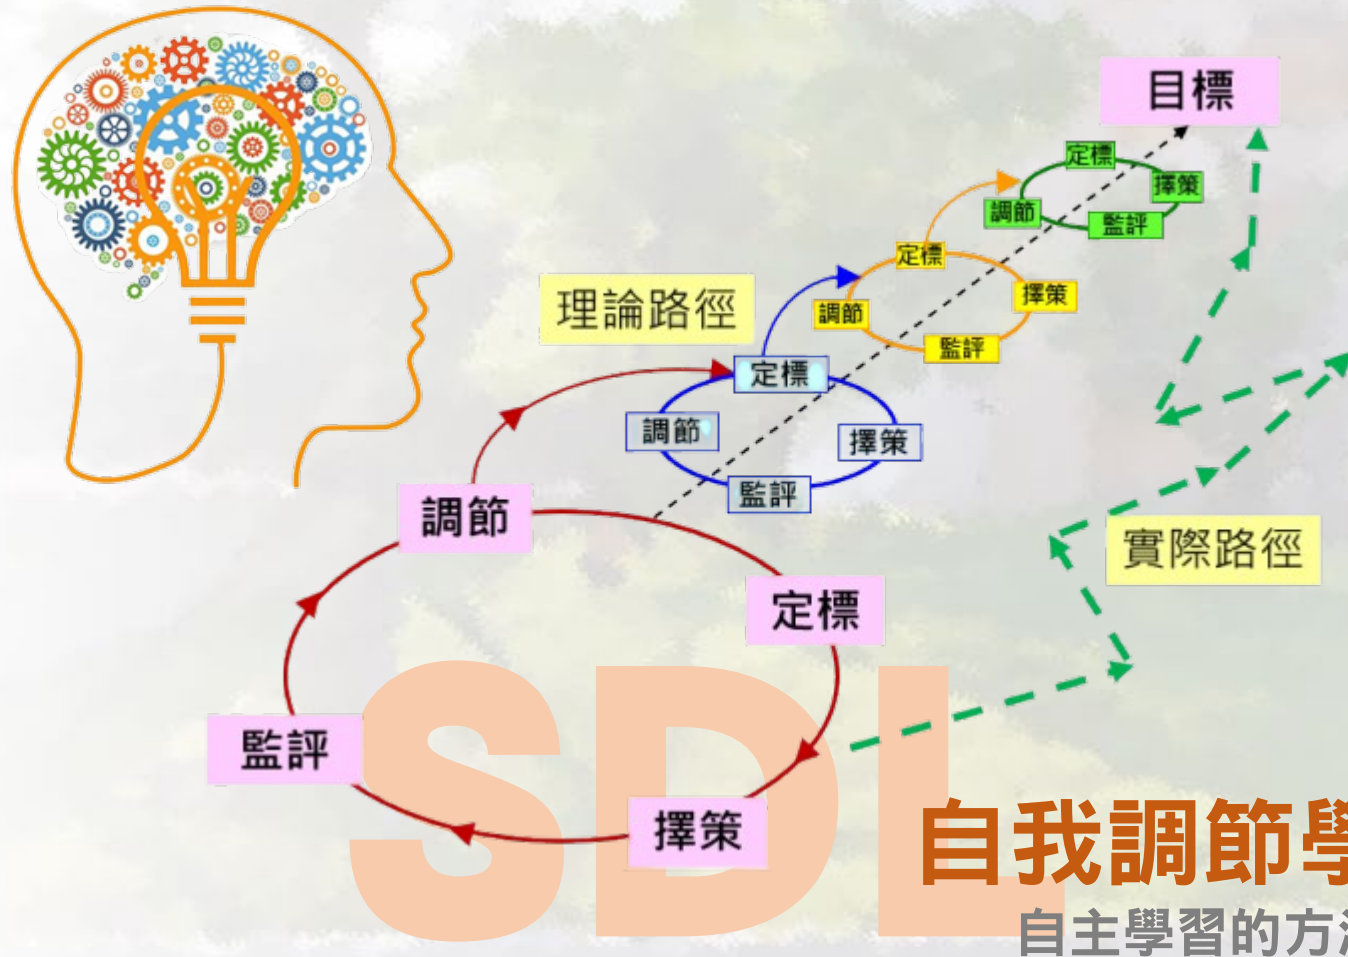 目標
定標
擇策
調節
監評
定標
擇策
調節
監評
理論路徑
定標
調節
擇策
監評
調節
實際路徑
定標
監評
擇策
SDL
自我調節學
自主學習的方法